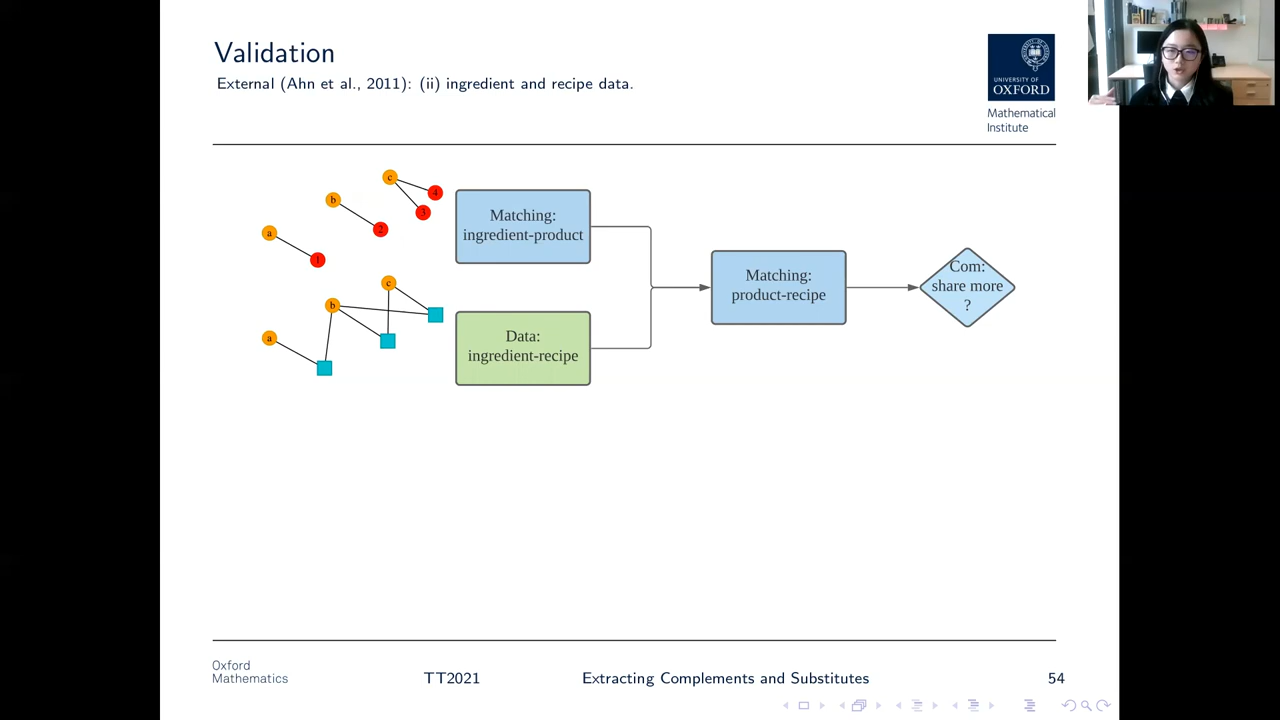 Validation
External (Ahn et al., 2011): (ii) ingredient and recipe data.
UNIVERSITY OF
OXFORD
Mathematical
Institute
c
4
b
3
2
a
1
Matching:
ingredient-product
c
b
a
Data:
ingredient-recipe
Matching:
product-recipe
Com:
share more
?
Oxford
Mathematics
TT2021
Extracting Complements and Substitutes
54